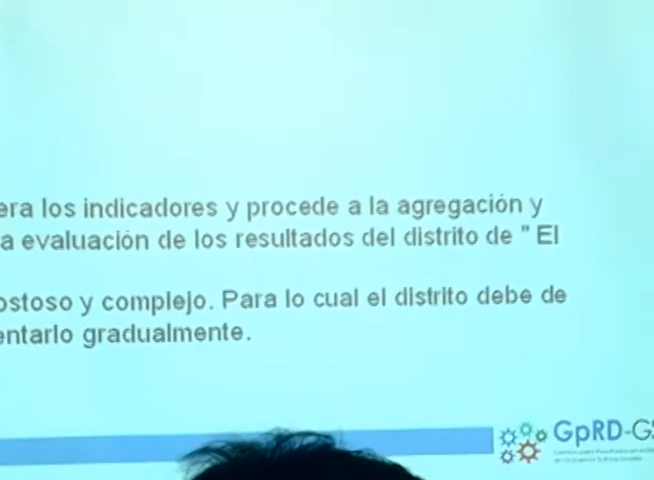 era los indicadores y procede a la agregación y
a evaluación de los resultados del distrito de " El
ostoso y complejo. Para lo cual el distrito debe de
entarlo gradualmente.
GpRD-GS